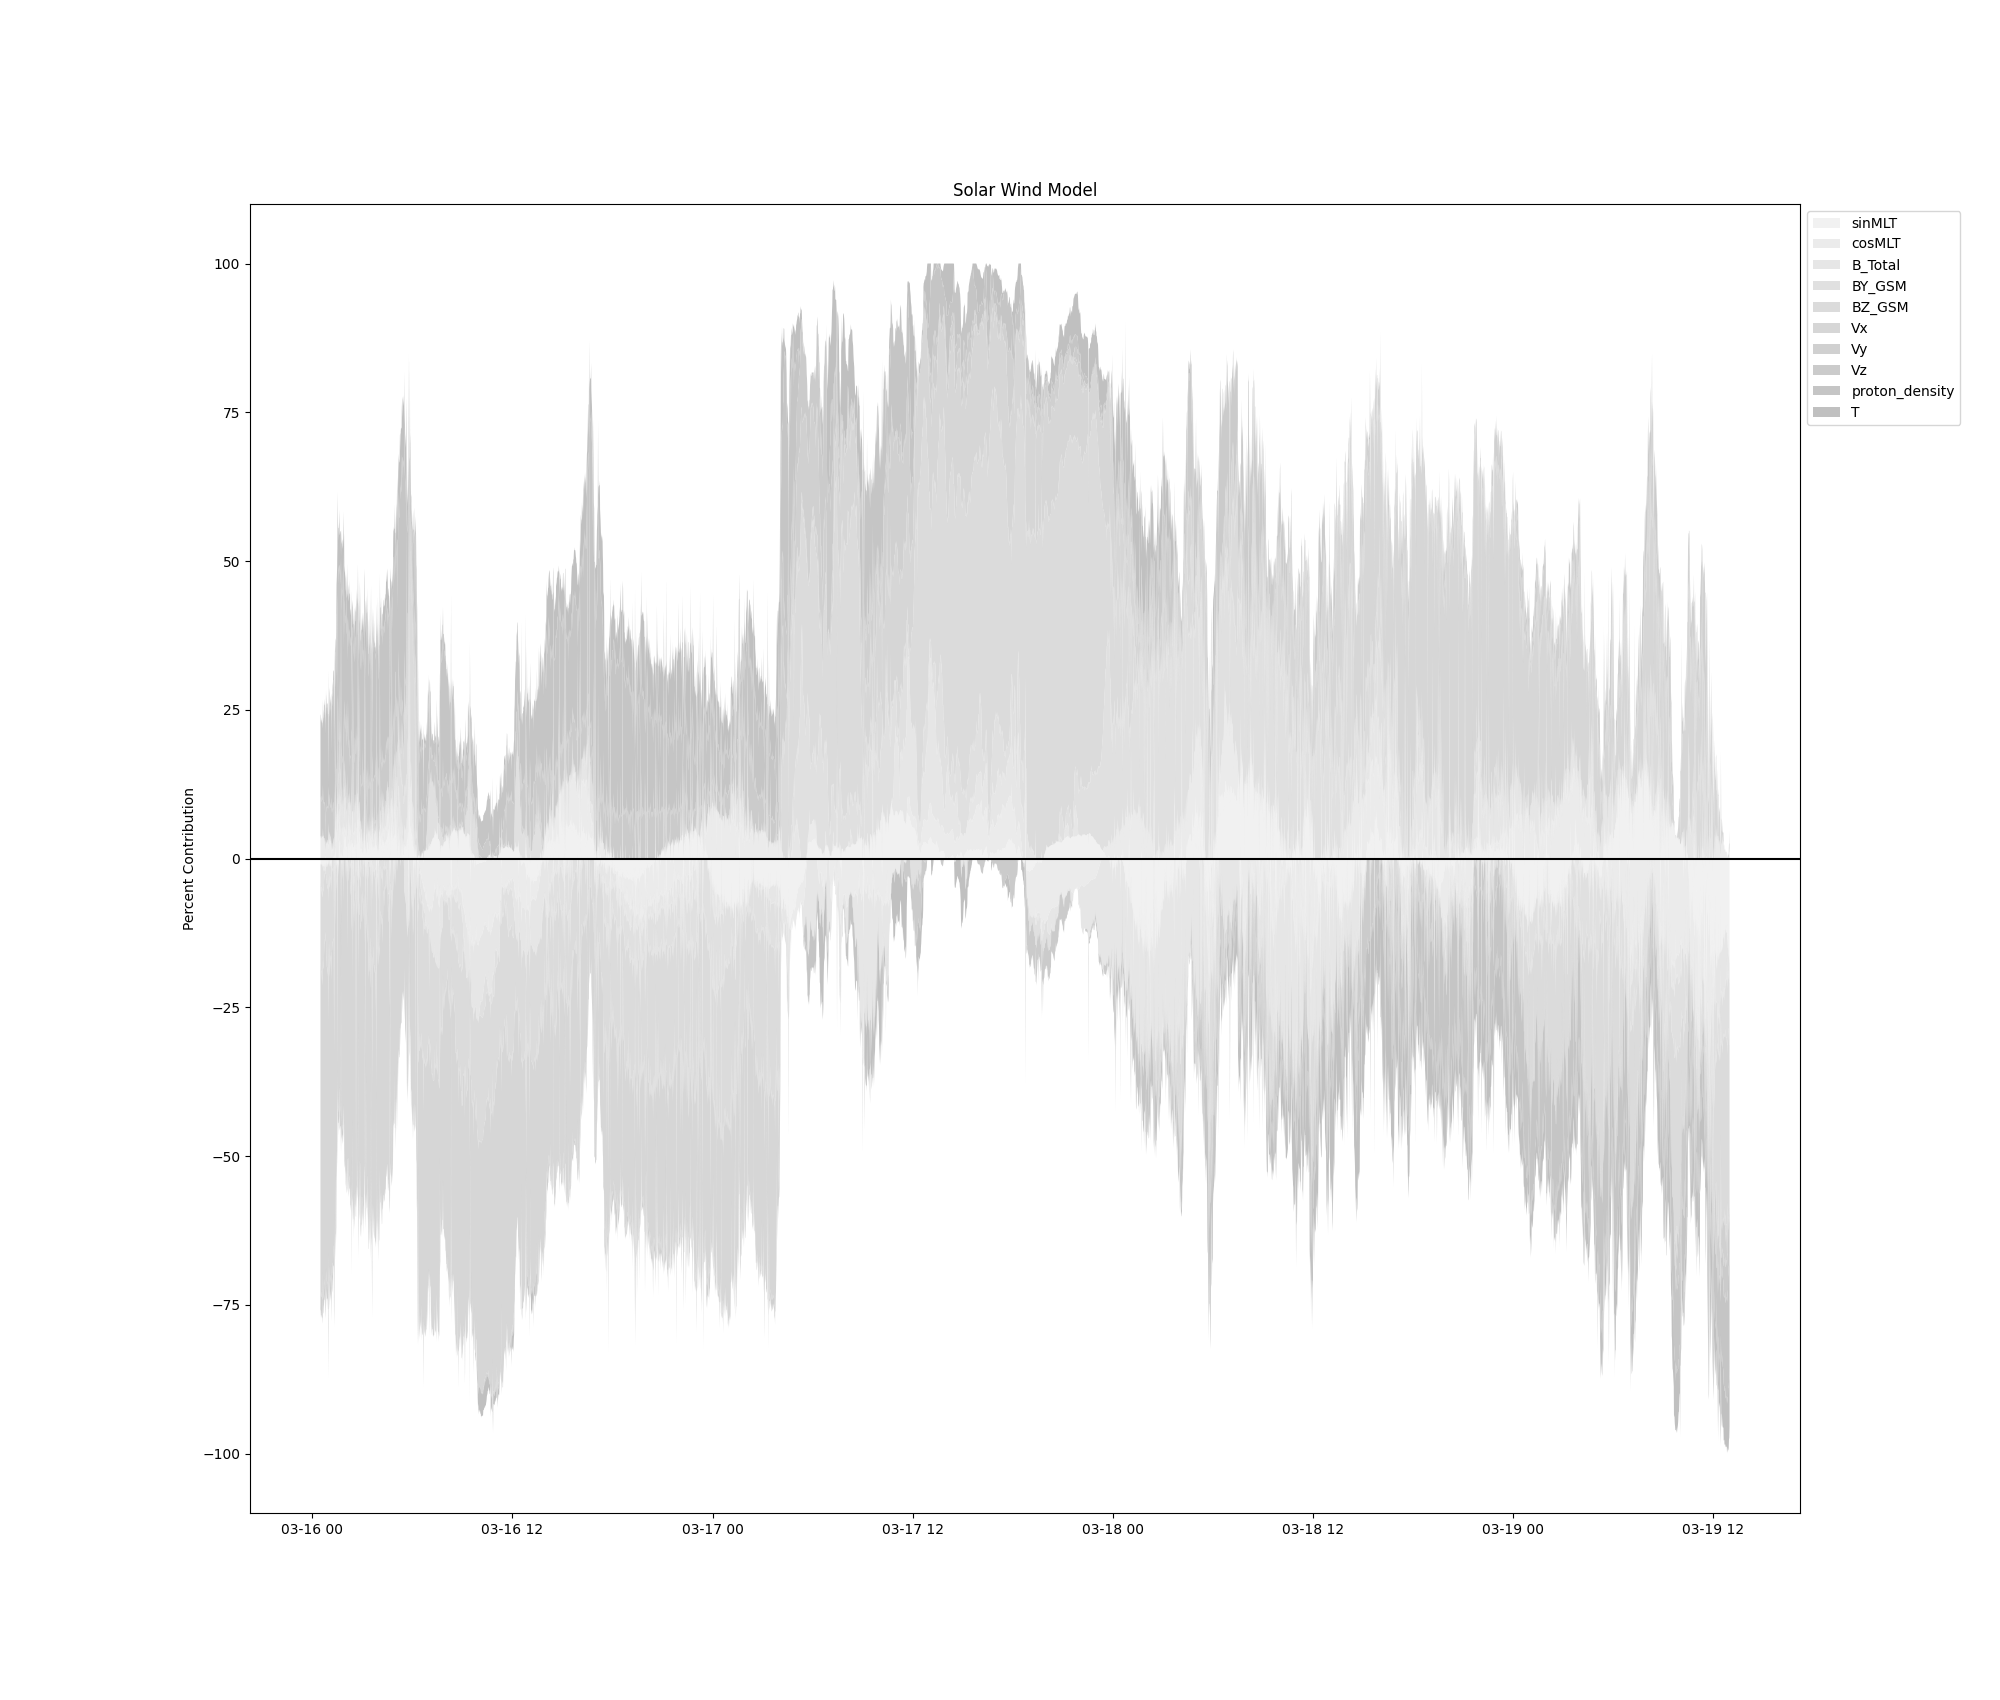 Solar Wind Model
sinMLT
cosMLT
B_Total
BY_GSM
BZ_GSM
Vx
Vy
Vz
proton_density
T
Percent Contribution
100
75
50
25
0
−25
−50
−75
−100
03-16 00
03-16 12
03-17 00
03-17 12
03-18 00
03-18 12
03-19 00
03-19 12